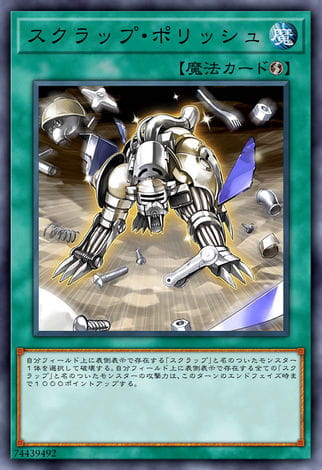 スクラップ・ポリッシュ
魔
【魔法カード】
自分フィールド上に表側表示で存在する「スクラップ」と名のついたモンスター
1体を選択して破壊する。自分フィールド上に表側表示で存在する全ての「スク
ラップ」と名のついたモンスターの攻撃力は、このターンのエンドフェイズ時ま
で1000ポイントアップする。
74439492